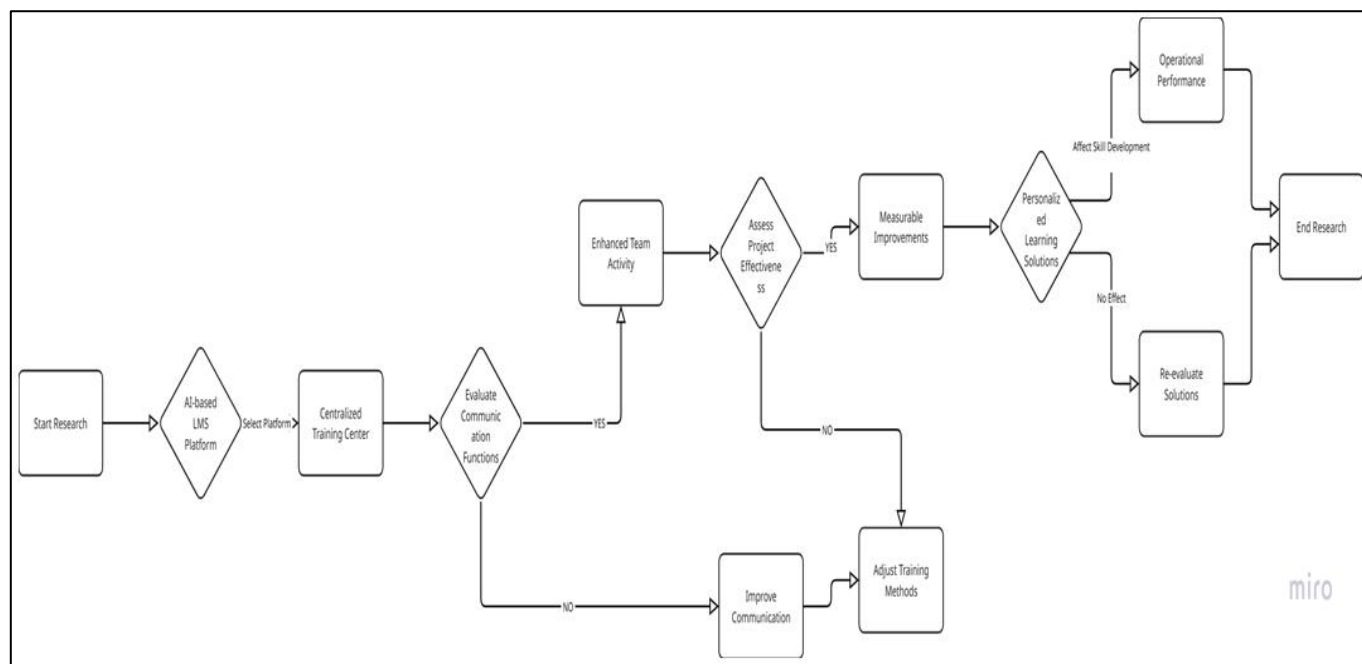 Start Research
AI-based
LMS
Platform
Select Platform
Centralized
Training Center
Evaluate
Communic
ation
Functions
YES
NO
Enhanced Team
Activity
Assess
Project
Effectivene
ss
YES
NO
Improve
Communication
Adjust Training
Methods
Measurable
Improvements
Personaliz
ed
Learning
Solutions
Affect Skill Development
No Effect
Operational
Performance
Re-evaluate
Solutions
End Research
miro